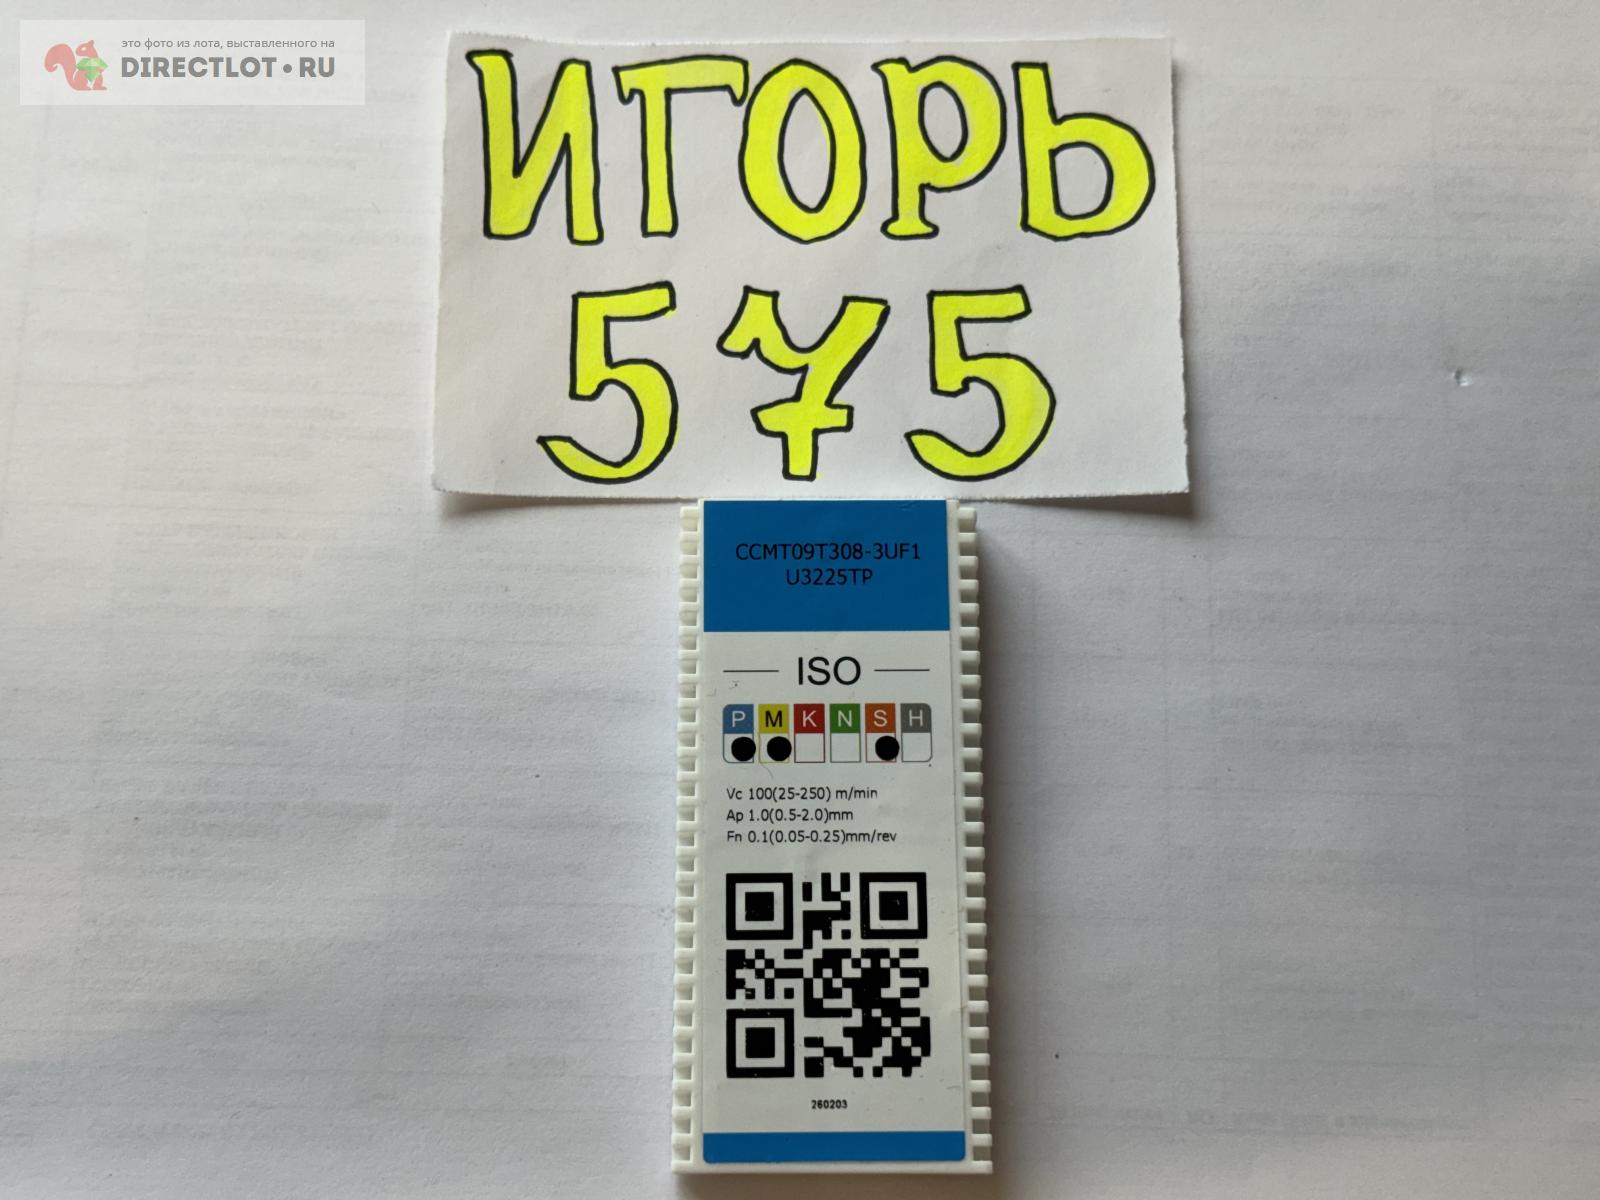 это фото из лота, выставленного на
DIRECTLOT.RU
ИГОРЬ
575
CCMT09T308-3UF1
U3225TP
ISO
P M K N S H
Vc 100(25-250) m/min
Ap 1.0(0.5-2.0)mm
Fn 0.1(0.05-0.25)mm/rev
260203